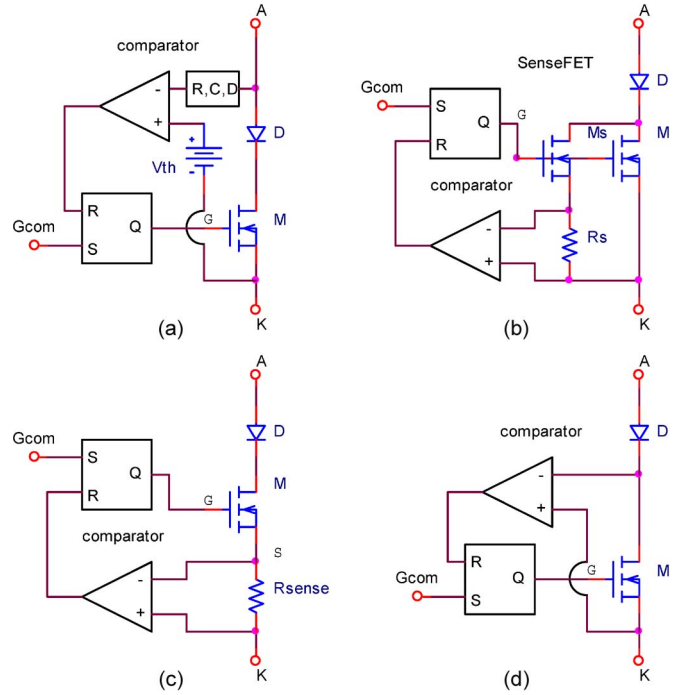 A
comparator
-
R,C,D
+
D
+
Vth
-
R
Q
G
M
Gcom
S
K
(a)
A
SenseFET
Gcom
D
S
Q
G
Ms
M
R
comparator
-
Rs
+
K
(b)
A
Gcom
D
S
Q
M
R
G
comparator
S
-
Rsense
+
K
(c)
A
comparator
D
-
+
R
Q
G
M
Gcom
S
K
(d)